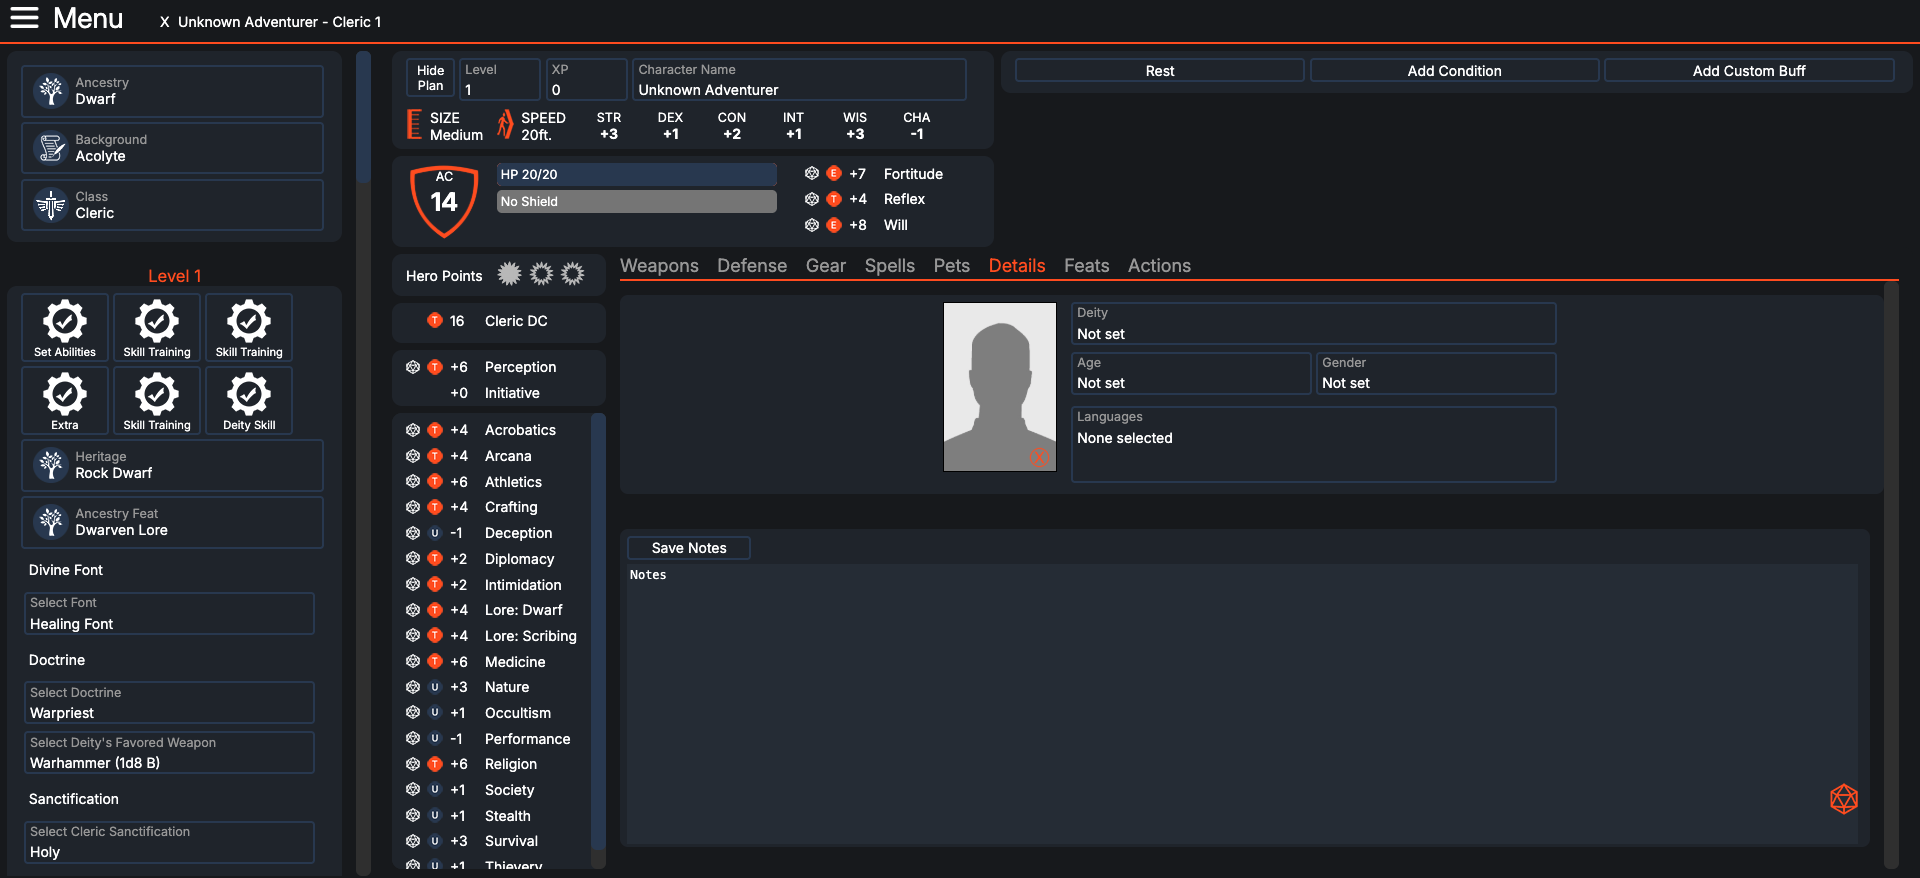 Menu
X Unknown Adventurer - Cleric 1
Ancestry
Dwarf
Background
Acolyte
Class
Cleric
Level 1
Set Abilities
Skill Training
Skill Training
Extra
Skill Training
Deity Skill
Heritage
Rock Dwarf
Ancestry Feat
Dwarven Lore
Divine Font
Select Font
Healing Font
Doctrine
Select Doctrine
Warpriest
Select Deity's Favored Weapon
Warhammer (1d8 B)
Sanctification
Select Cleric Sanctification
Holy
Hide Plan
Level
1
XP
0
Character Name
Unknown Adventurer
SIZE
Medium
SPEED
20ft.
STR
+3
DEX
+1
CON
+2
INT
+1
WIS
+3
CHA
-1
Rest
Add Condition
Add Custom Buff
AC
14
HP 20/20
No Shield
E +7 Fortitude
T +4 Reflex
E +8 Will
Hero Points
T 16 Cleric DC
T +6 Perception
+0 Initiative
T +4 Acrobatics
T +4 Arcana
T +6 Athletics
T +4 Crafting
U -1 Deception
T +2 Diplomacy
T +2 Intimidation
T +4 Lore: Dwarf
T +4 Lore: Scribing
T +6 Medicine
U +3 Nature
U +1 Occultism
U -1 Performance
T +6 Religion
U +1 Society
U +1 Stealth
U +3 Survival
U +1 Thievery
Weapons Defense Gear Spells Pets Details Feats Actions
Deity
Not set
Age
Not set
Gender
Not set
Languages
None selected
Save Notes
Notes